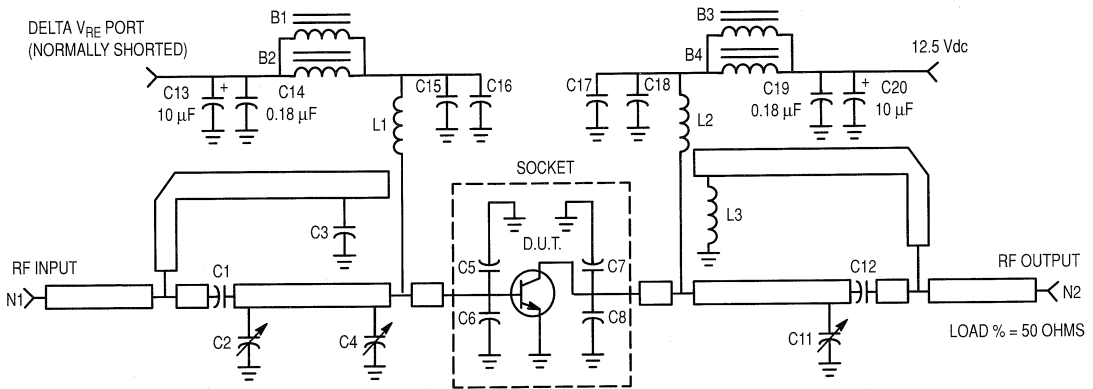 DELTA VRE PORT
(NORMALLY SHORTED)
B1
B2
B3
B4
12.5 Vdc
C13
+
10 µF
C14
0.18 µF
C15
C16
L1
C17
C18
L2
C19
0.18 µF
C20
+
10 µF
SOCKET
D.U.T.
C3
L3
C5
C6
C7
C8
RF INPUT
N1
C1
C2
C4
C11
C12
RF OUTPUT
N2
LOAD % = 50 OHMS